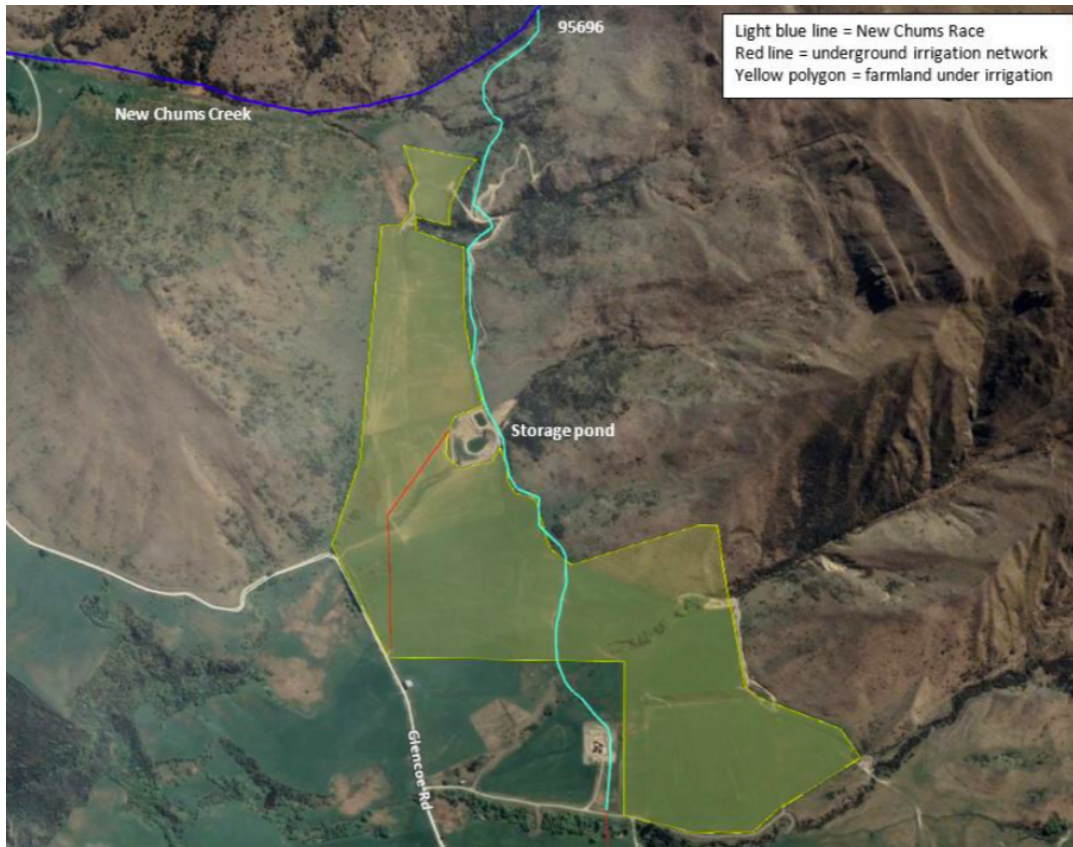 95696
Light blue line = New Chums Race
Red line = underground irrigation network
Yellow polygon = farmland under irrigation
New Chums Creek
Storage pond
Glencoe Rd